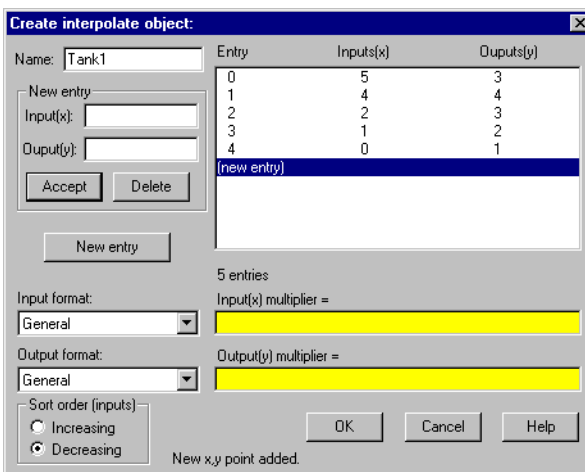 Create interpolate object:
Name: Tank1
Entry Inputs(x) Ouputs(y)
0 5 3
1 4 4
2 2 3
3 1 2
4 0 1
(new entry)
New entry
Input(x):
Ouput(y):
Accept Delete
New entry
5 entries
Input format:
General
Input(x) multiplier =
Output format:
General
Output(y) multiplier =
Sort order (inputs)
Increasing
Decreasing
OK Cancel Help
New x,y point added.